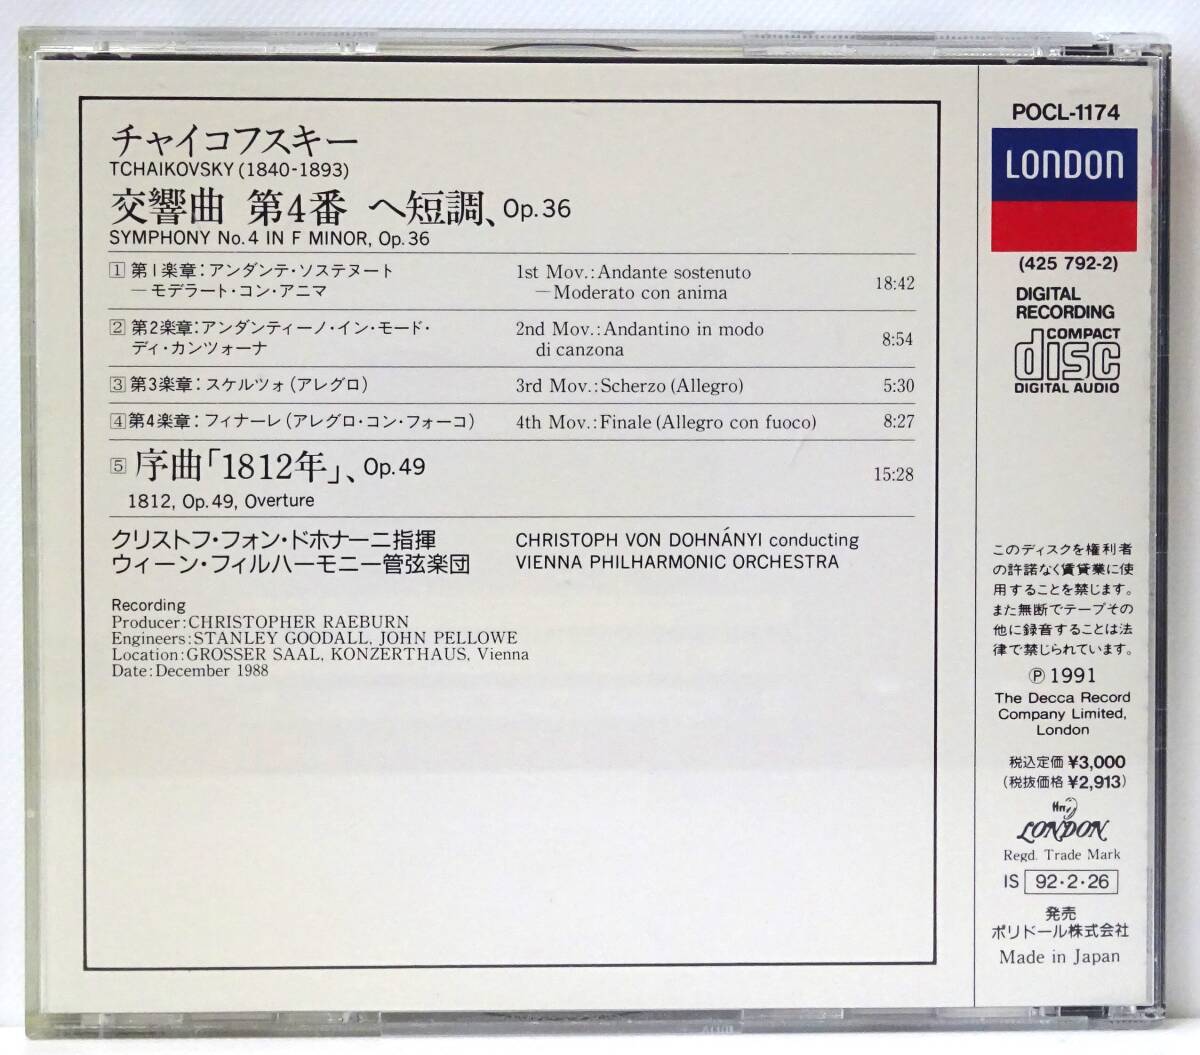 チャイコフスキー
TCHAIKOVSKY (1840-1893)
交響曲 第4番 ヘ短調、Op.36
SYMPHONY No.4 IN F MINOR, Op.36
1 第1楽章：アンダンテ・ソステヌート
―モデラート・コン・アニマ
1st Mov.: Andante sostenuto
—Moderato con anima
18:42
2 第2楽章：アンダンティーノ・イン・モード・
ディ・カンツォーナ
2nd Mov.: Andantino in modo
di canzona
8:54
3 第3楽章：スケルツォ（アレグロ） 3rd Mov.: Scherzo (Allegro) 5:30
4 第4楽章：フィナーレ（アレグロ・コン・フォーコ） 4th Mov.: Finale (Allegro con fuoco) 8:27
5 序曲「1812年」、Op.49
1812, Op.49, Overture
15:28
クリストフ・フォン・ドホナーニ指揮
ウィーン・フィルハーモニー管弦楽団
CHRISTOPH VON DOHNÁNYI conducting
VIENNA PHILHARMONIC ORCHESTRA
Recording
Producer: CHRISTOPHER RAEBURN
Engineers: STANLEY GOODALL, JOHN PELLOWE
Location: GROSSER SAAL, KONZERTHAUS, Vienna
Date: December 1988
POCL-1174
LONDON
(425 792-2)
DIGITAL
RECORDING
COMPACT
disc
DIGITAL AUDIO
このディスクを権利者
の許諾なく賃貸業に使
用することを禁じます。
また無断でテープその
他に録音することは法
律で禁じられています。
Ⓟ 1991
The Decca Record
Company Limited,
London
税込定価 ¥3,000
(税抜価格 ¥2,913)
LONDON
Regd. Trade Mark
IS 92・2・26
発売
ポリドール株式会社
Made in Japan